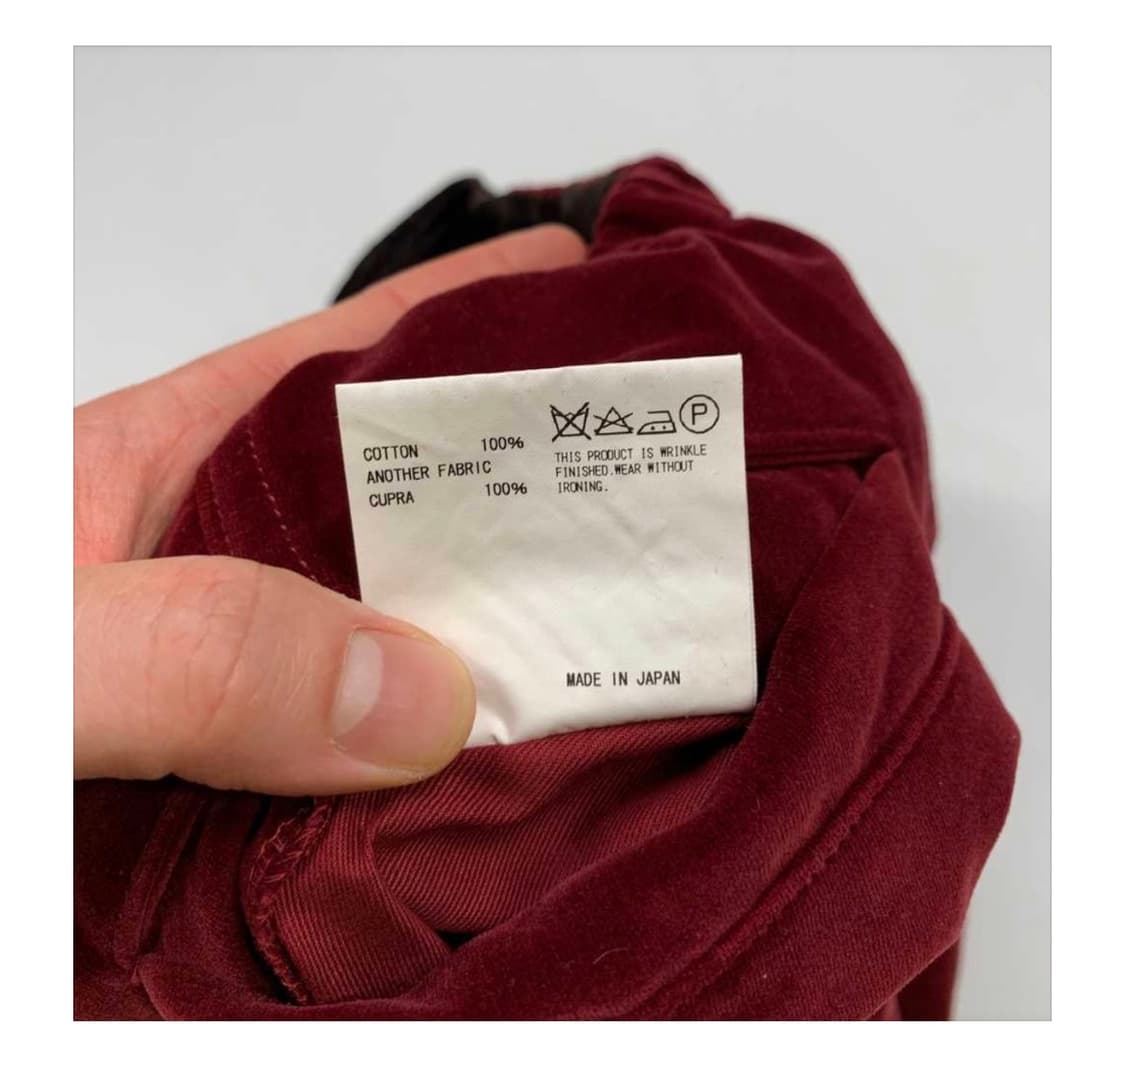 COTTON 100%
ANOTHER FABRIC
CUPRA 100%
P
THIS PRODUCT IS WRINKLE
FINISHED.WEAR WITHOUT
IRONING.
MADE IN JAPAN